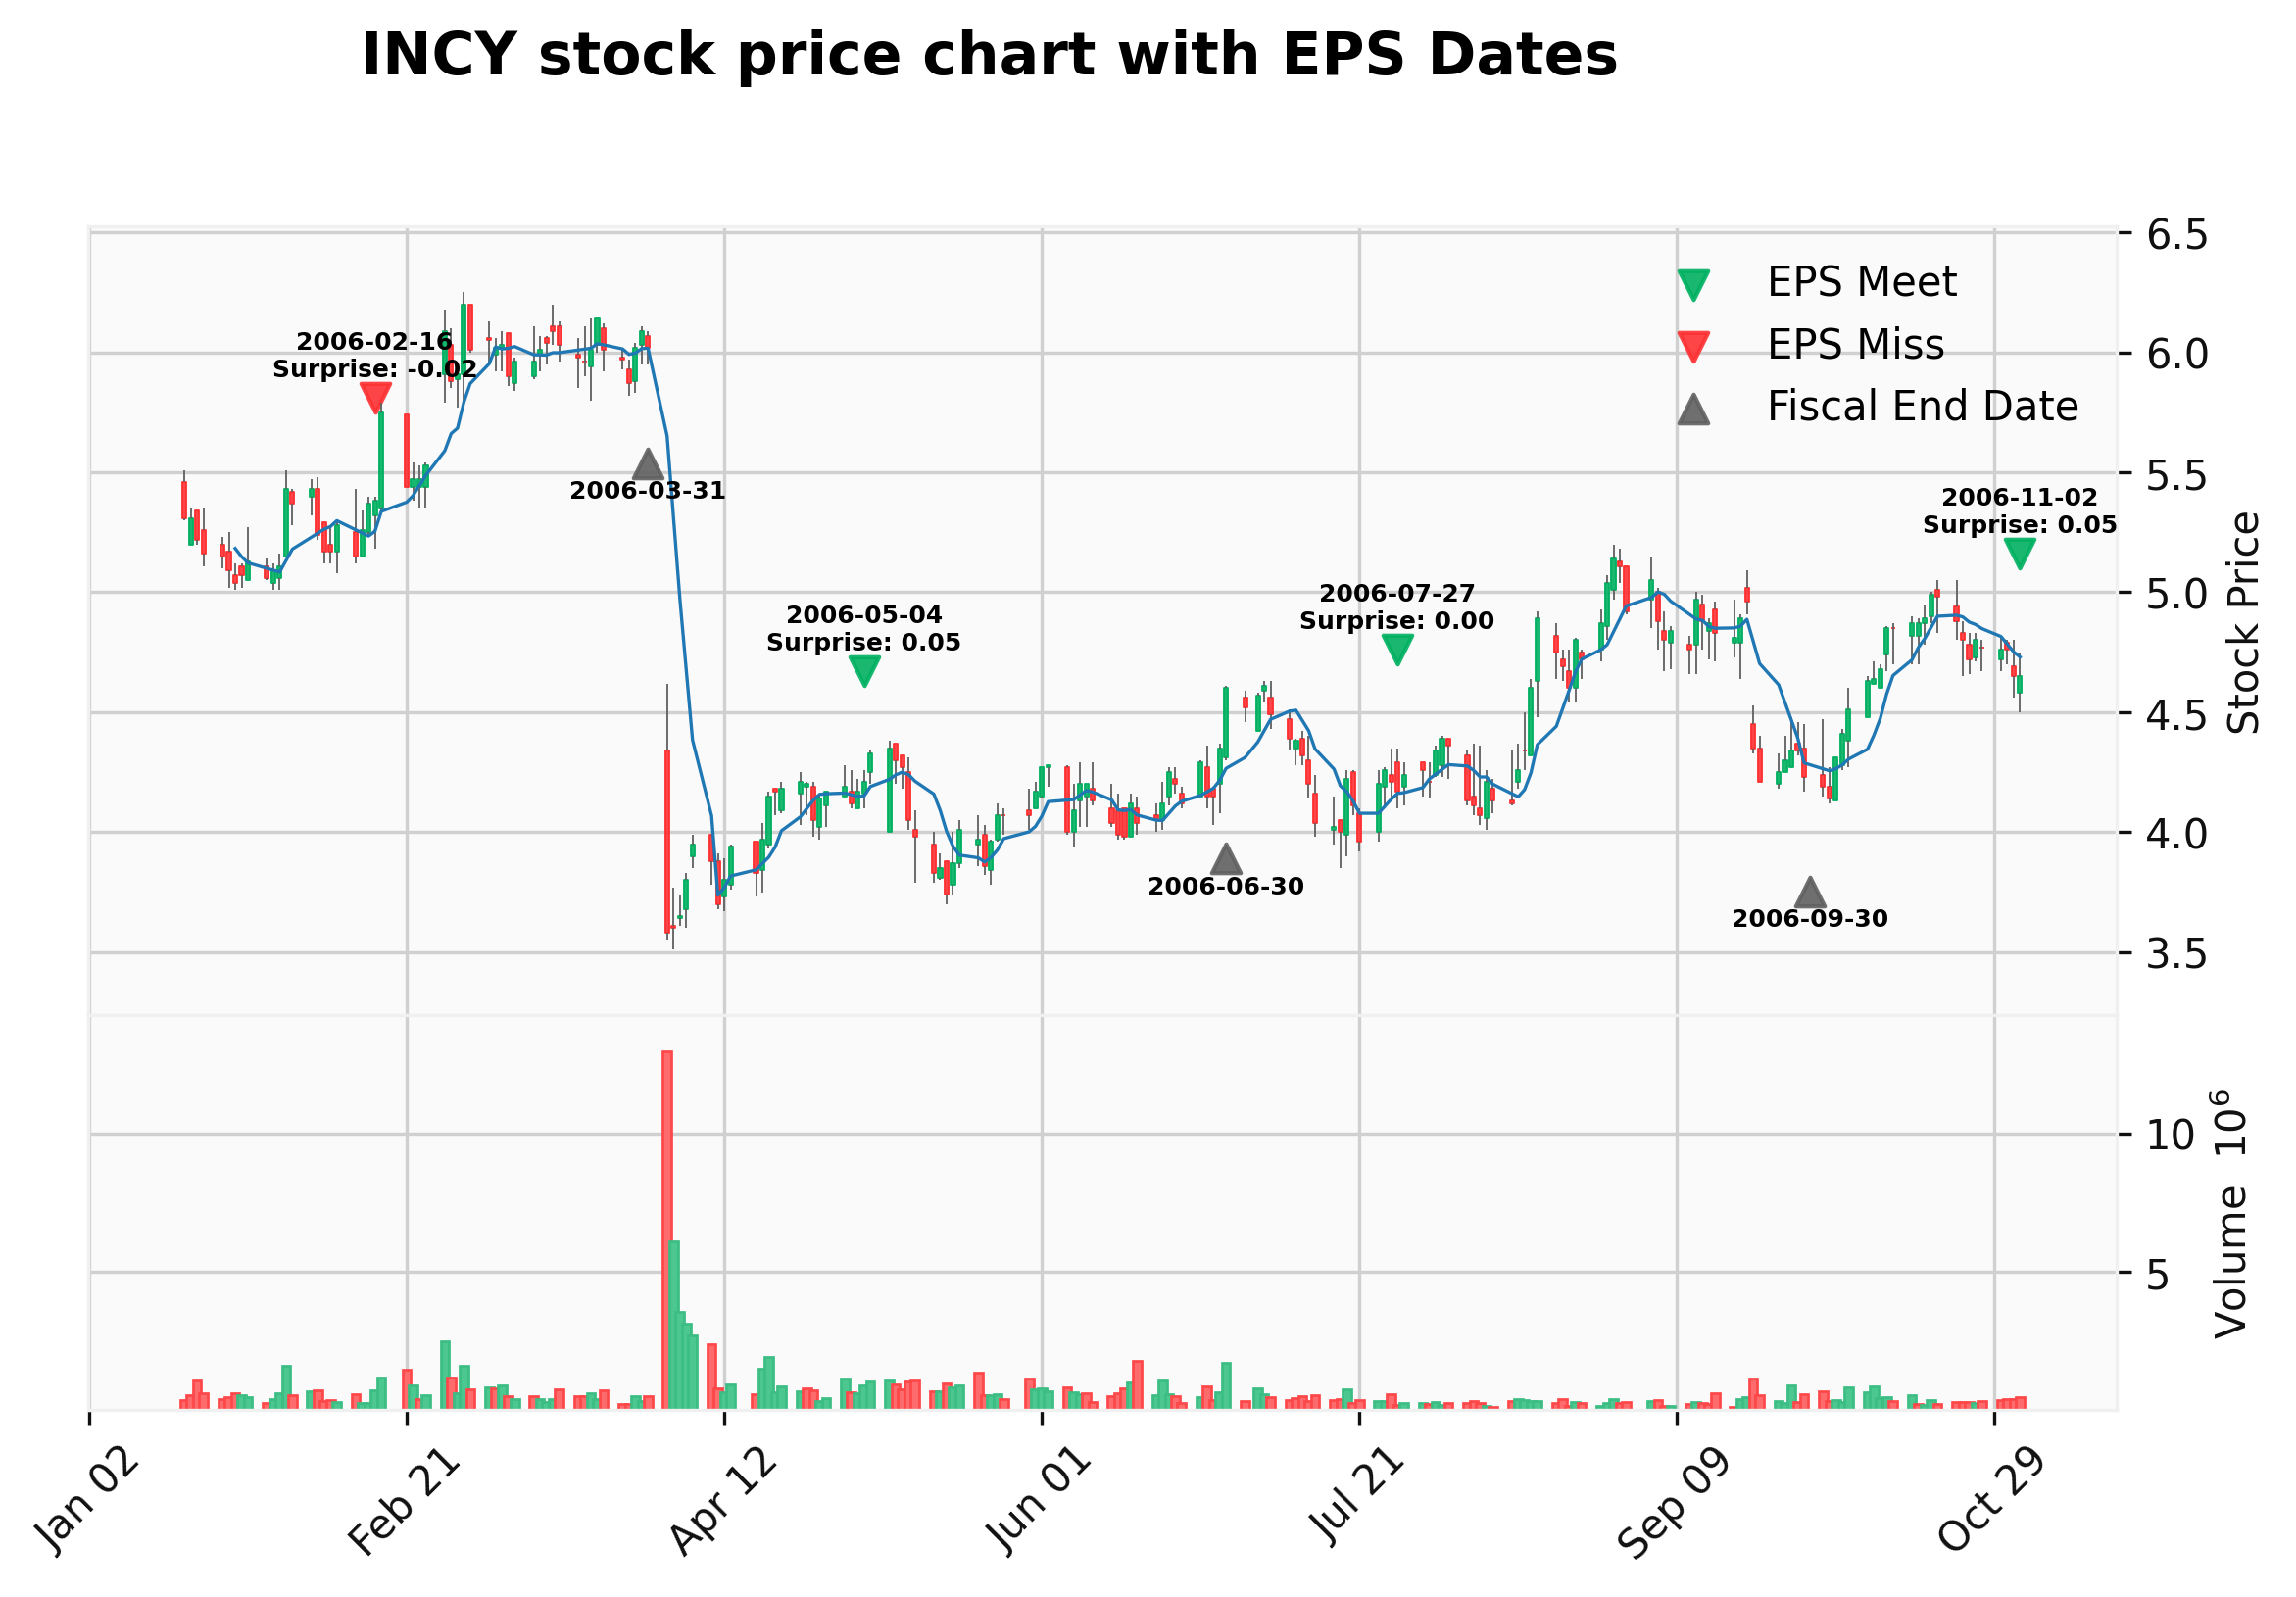 INCY stock price chart with EPS Dates
EPS Meet
EPS Miss
Fiscal End Date
2006-02-16
Surprise: -0.02
2006-03-31
2006-05-04
Surprise: 0.05
2006-06-30
2006-07-27
Surprise: 0.00
2006-09-30
2006-11-02
Surprise: 0.05
6.5
6.0
5.5
5.0
4.5
4.0
3.5
Stock Price
10
5
Volume 10⁶
Jan 02
Feb 21
Apr 12
Jun 01
Jul 21
Sep 09
Oct 29